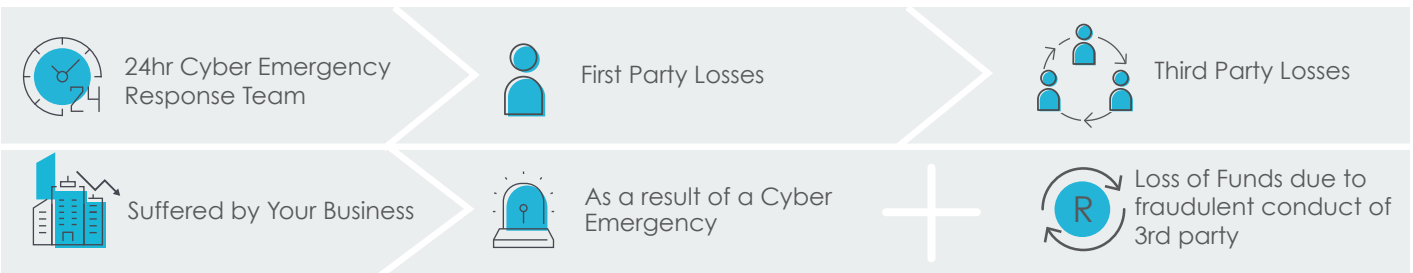 24
24hr Cyber Emergency
Response Team
First Party Losses
Third Party Losses
Suffered by Your Business
As a result of a Cyber
Emergency
R
Loss of Funds due to
fraudulent conduct of
3rd party